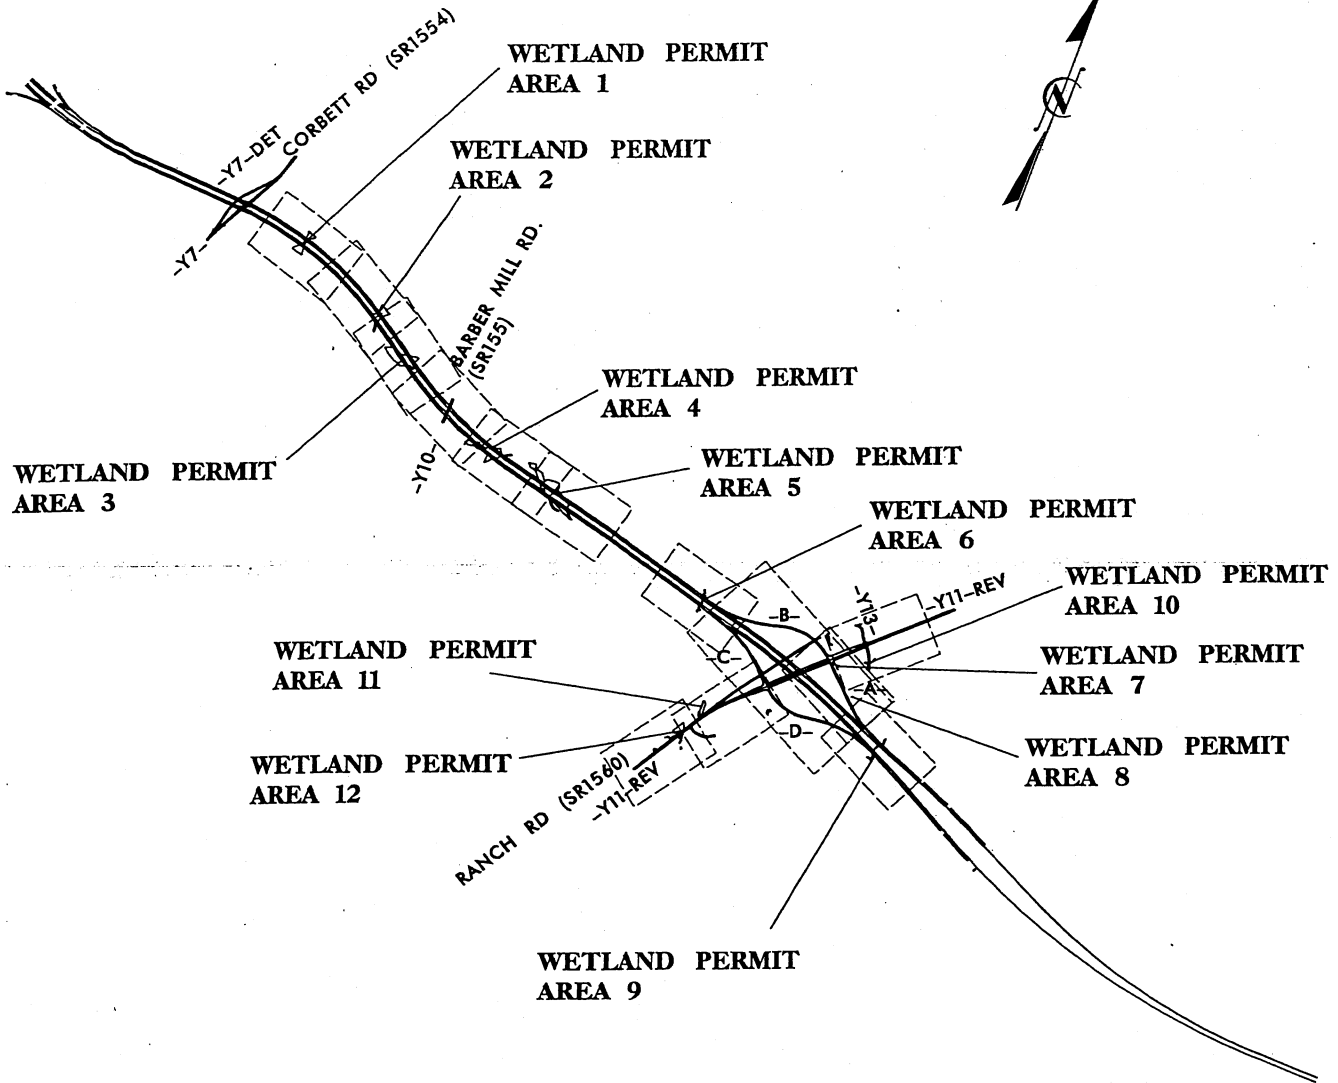 CORBETT RD (SR1554)
-Y7-DET
-Y7-
WETLAND PERMIT
AREA 1
WETLAND PERMIT
AREA 2
N
BARBER MILL RD.
(SR155)
-Y10-
WETLAND PERMIT
AREA 3
WETLAND PERMIT
AREA 4
WETLAND PERMIT
AREA 5
WETLAND PERMIT
AREA 6
WETLAND PERMIT
AREA 10
-Y11-REV
-Y13-
-B-
-C-
-A-
-D-
WETLAND PERMIT
AREA 7
WETLAND PERMIT
AREA 11
WETLAND PERMIT
AREA 8
WETLAND PERMIT
AREA 12
RANCH RD (SR1560)
-Y11-REV
WETLAND PERMIT
AREA 9